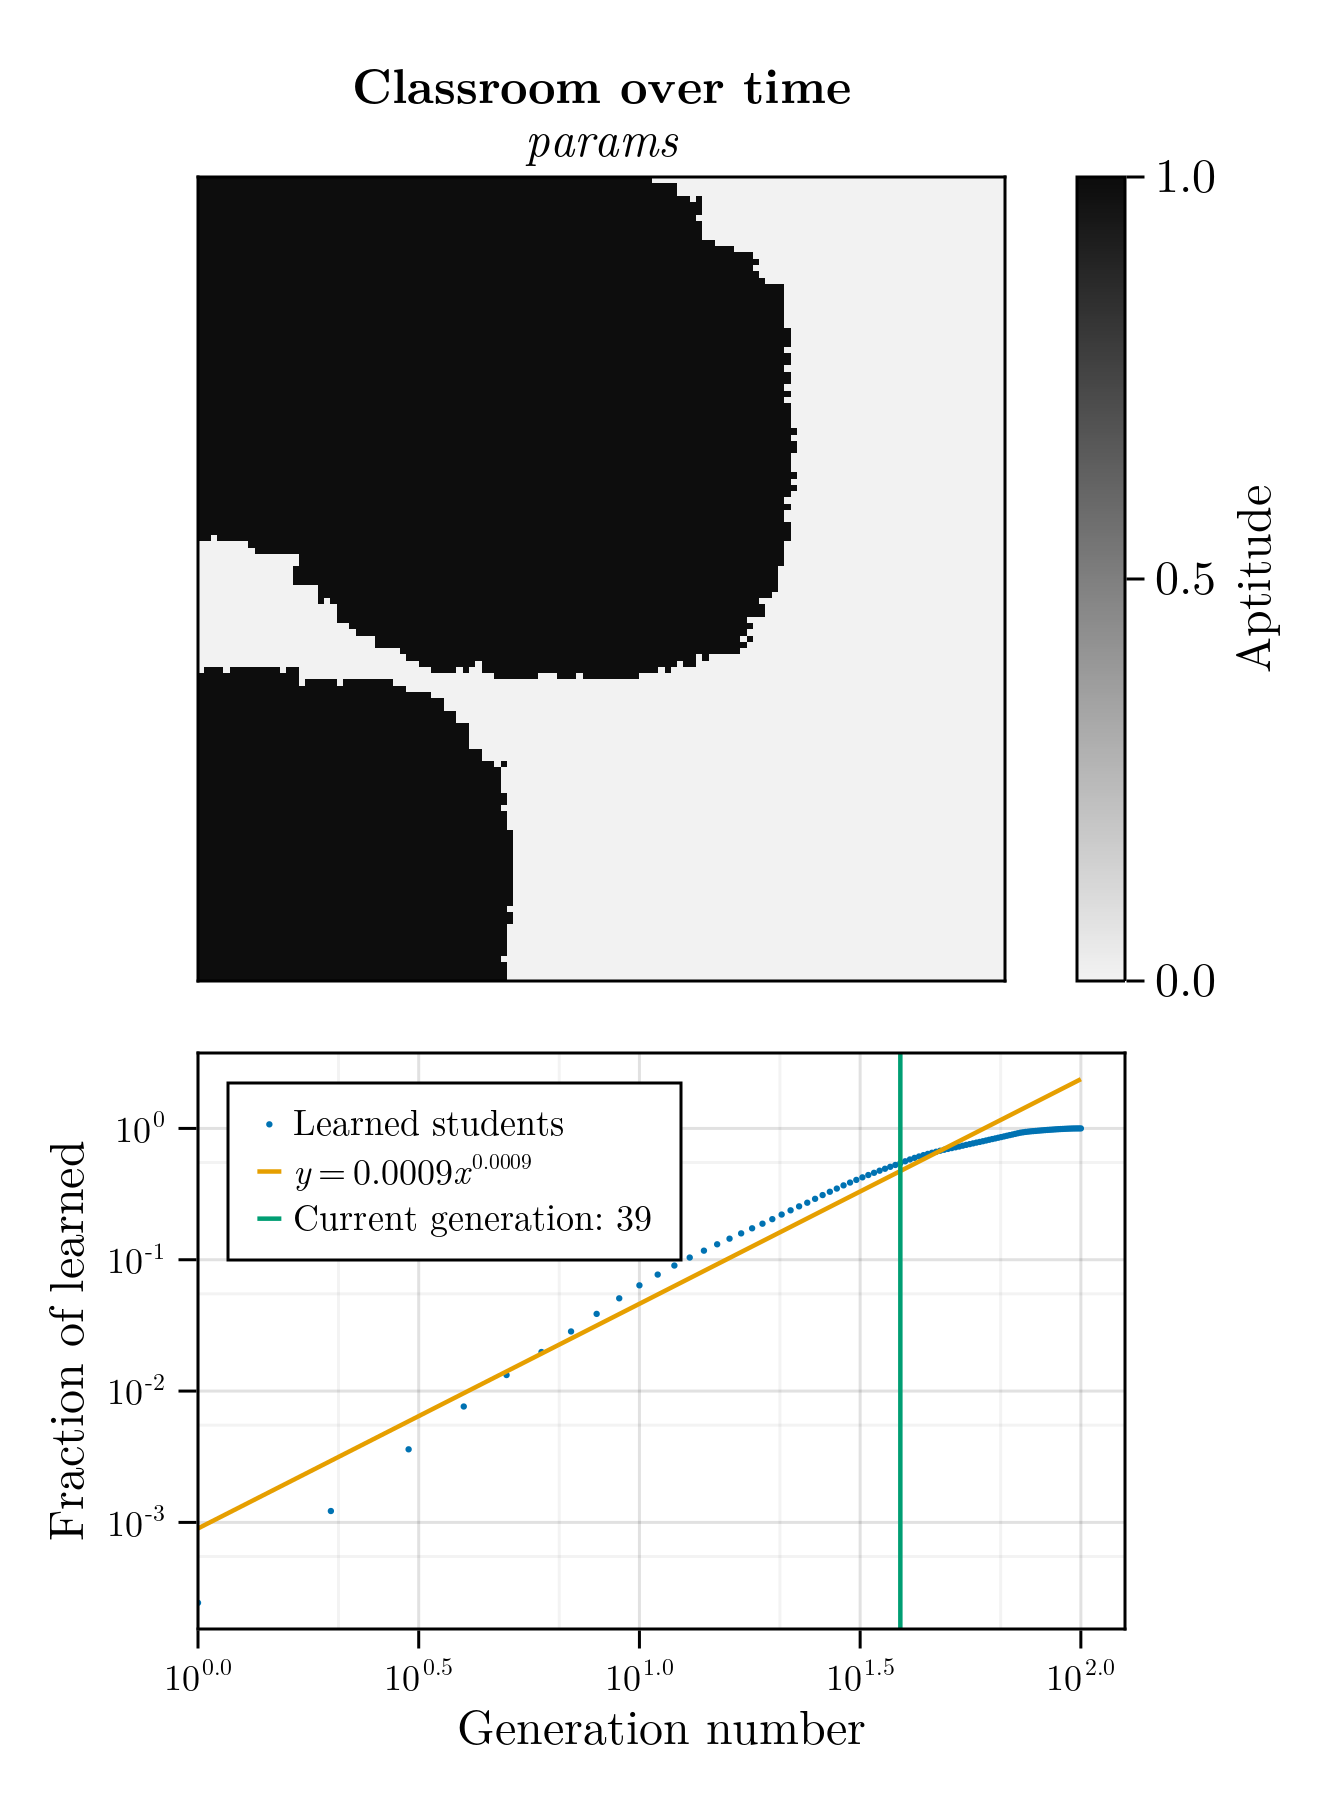 Classroom over time
params
1.0
0.5
0.0
Aptitude
Learned students
y = 0.0009x^0.0009
Current generation: 39
10^0
10^-1
10^-2
10^-3
Fraction of learned
10^0.0 10^0.5 10^1.0 10^1.5 10^2.0
Generation number